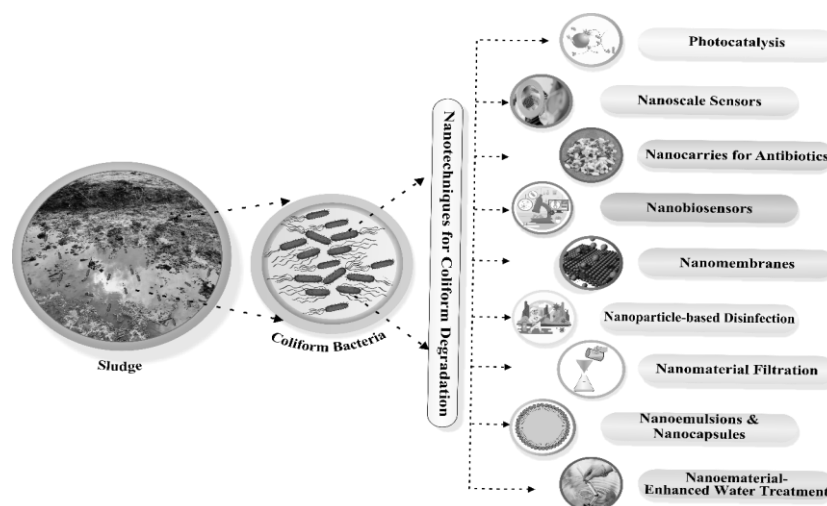 Sludge
Coliform Bacteria
Nanotechniques for Coliform Degradation
Photocatalysis
Nanoscale Sensors
Nanocarries for Antibiotics
Nanobiosensors
Nanomembranes
Nanoparticle-based Disinfection
Nanomaterial Filtration
Nanoemulsions &
Nanocapsules
Nanoematerial-
Enhanced Water Treatment